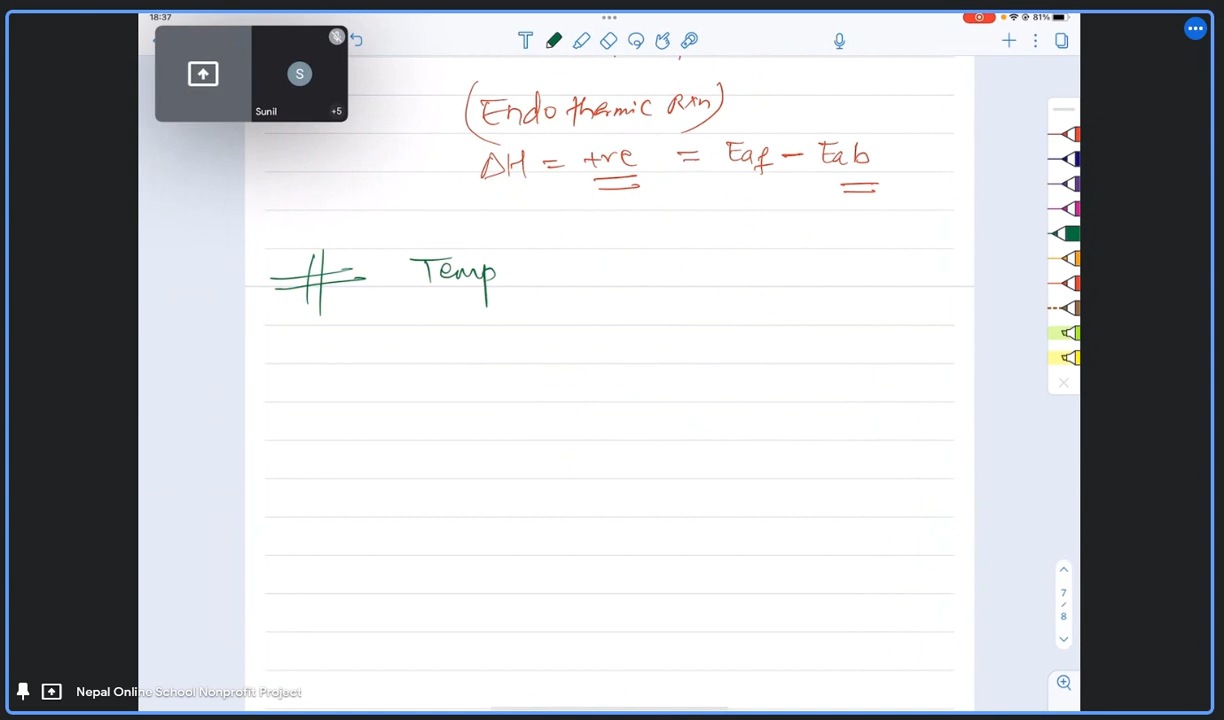 18:37
81%
S
Sunil
+5
T
(Endothermic Rxn)
ΔH = +ve = Eaf - Eab
# Temp
7
/
8
Nepal Online School Nonprofit Project